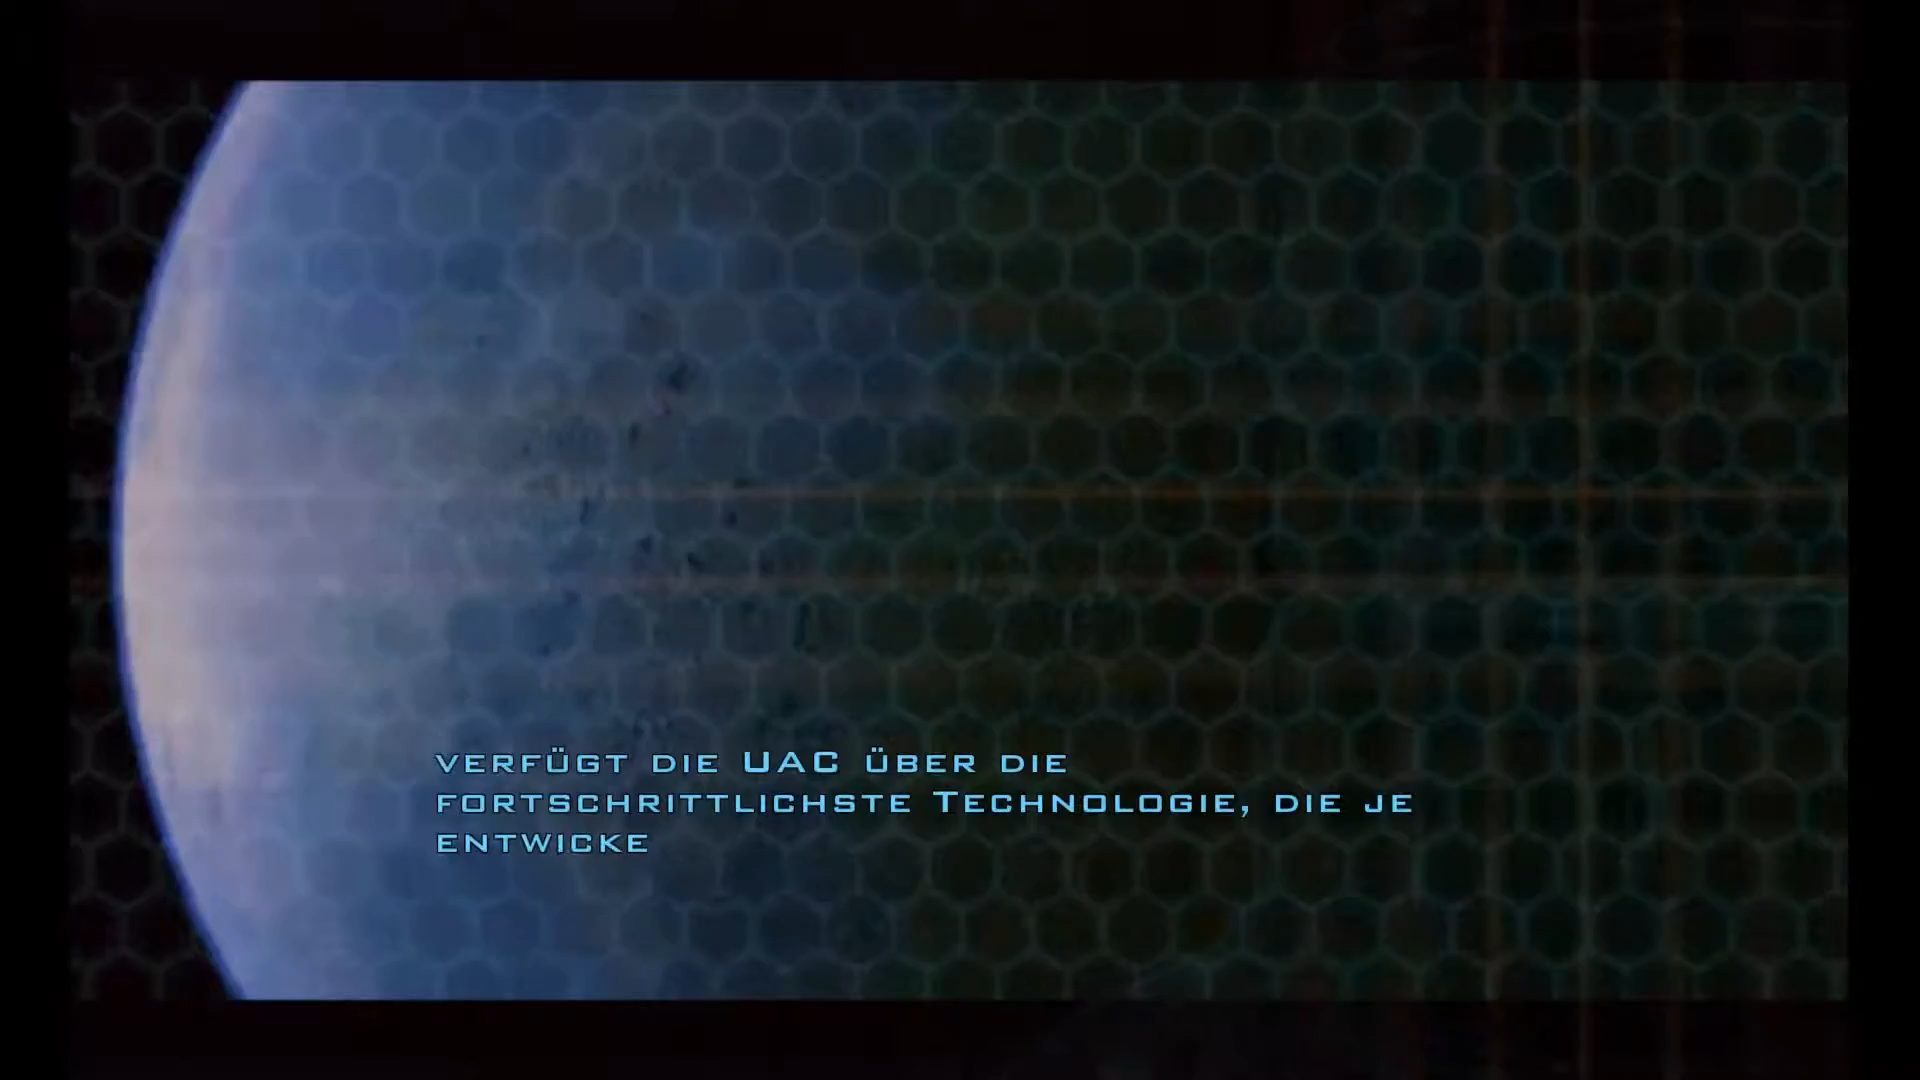 verfügt die UAC über die
fortschrittlichste Technologie, die je
entwicke